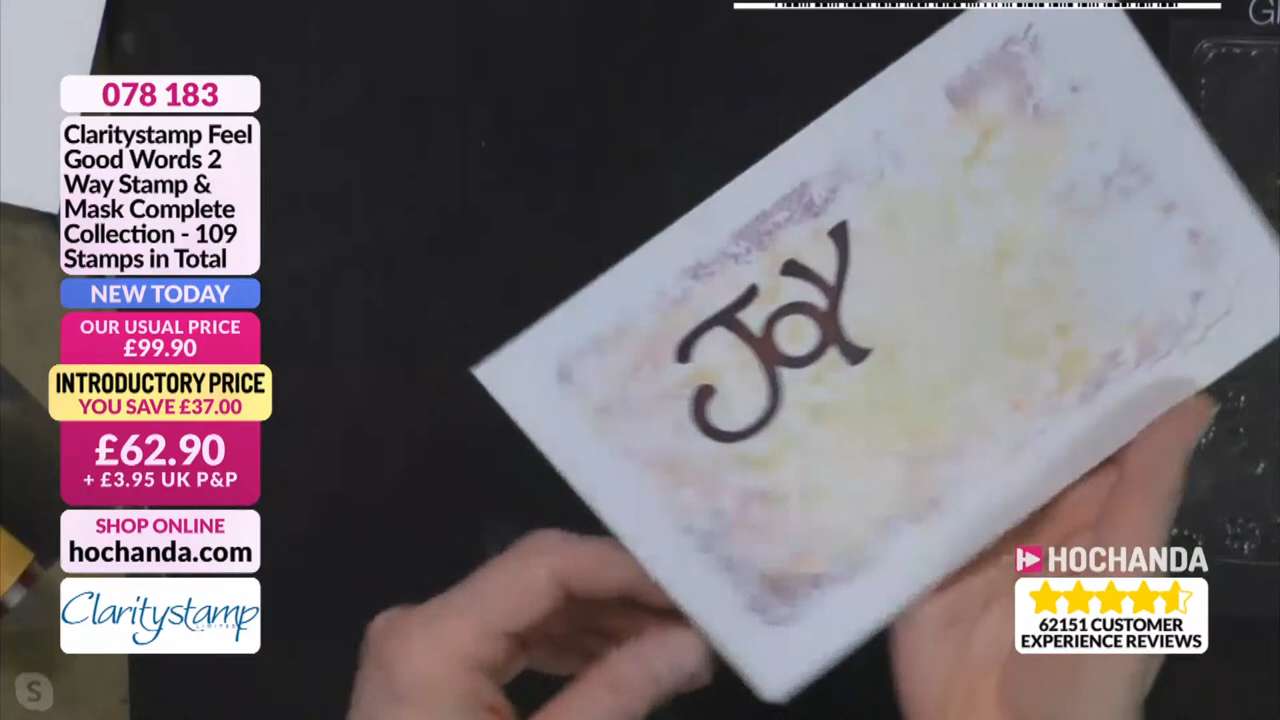 078 183
Claritystamp Feel
Good Words 2
Way Stamp &
Mask Complete
Collection - 109
Stamps in Total
NEW TODAY
OUR USUAL PRICE
£99.90
INTRODUCTORY PRICE
YOU SAVE £37.00
£62.90
+ £3.95 UK P&P
SHOP ONLINE
hochanda.com
Claritystamp
LIMITED
JOY
HOCHANDA
62151 CUSTOMER
EXPERIENCE REVIEWS
S